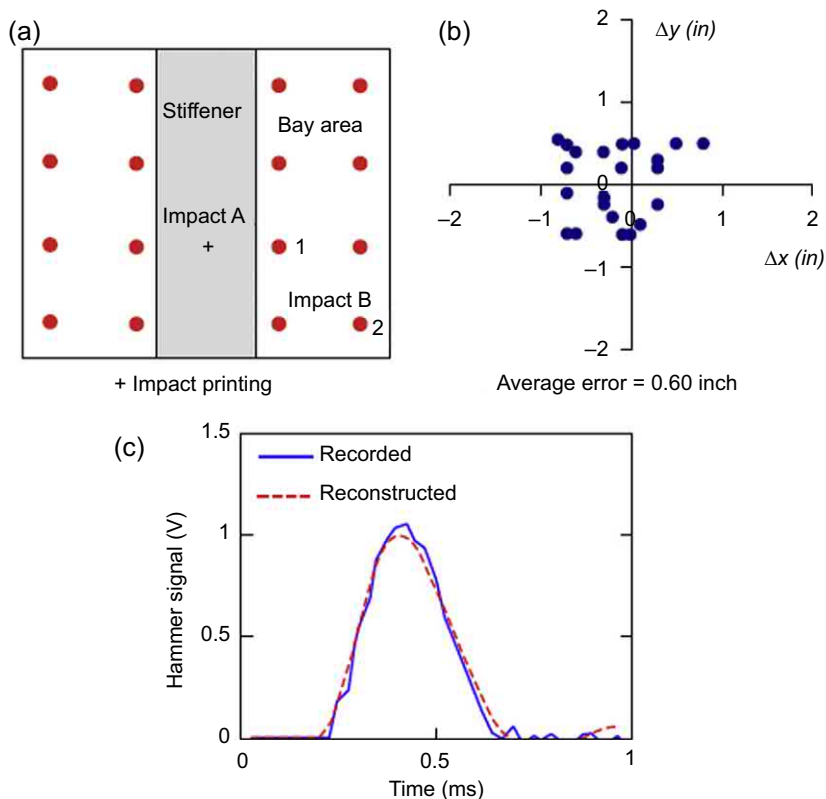 (a)
Stiffener
Bay area
Impact A
+
1
Impact B
2
+ Impact printing
(b)
2
Δy (in)
1
0
−2
−1
0
1
2
Δx (in)
−1
−2
Average error = 0.60 inch
(c)
1.5
Recorded
Reconstructed
1
0.5
0
Hammer signal (V)
0
0.5
1
Time (ms)